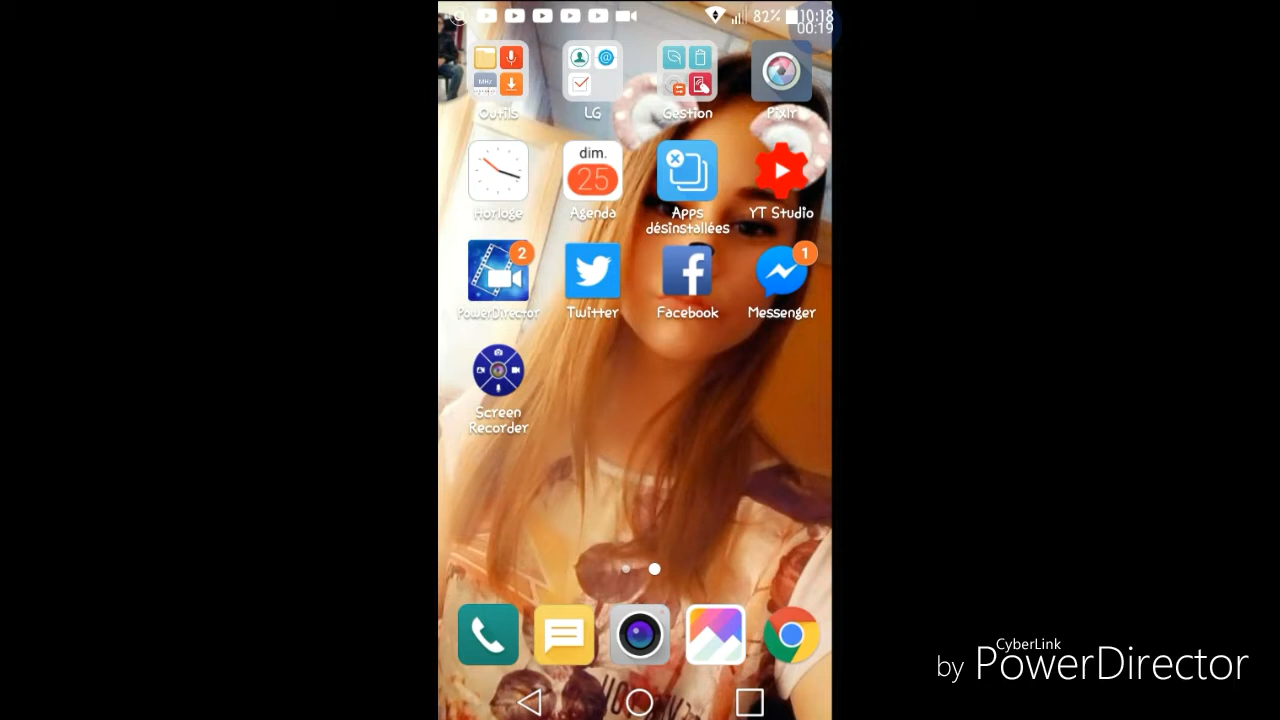 82% 10:18
00:19
Outils LG Gestion Pixlr
dim.
25
Horloge Agenda Apps désinstallées YT Studio
2
1
PowerDirector Twitter Facebook Messenger
Screen
Recorder
CyberLink
by PowerDirector